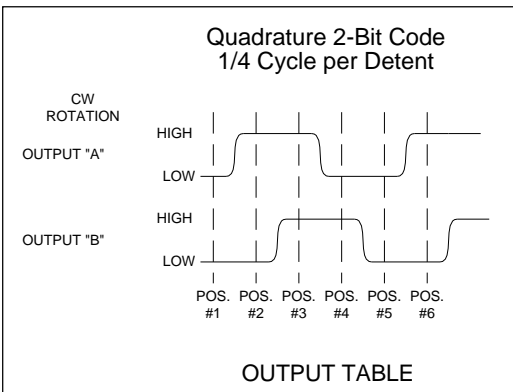 Quadrature 2-Bit Code
1/4 Cycle per Detent
CW
ROTATION
HIGH
OUTPUT "A"
LOW
HIGH
OUTPUT "B"
LOW
POS. POS. POS. POS. POS. POS.
#1 #2 #3 #4 #5 #6
OUTPUT TABLE